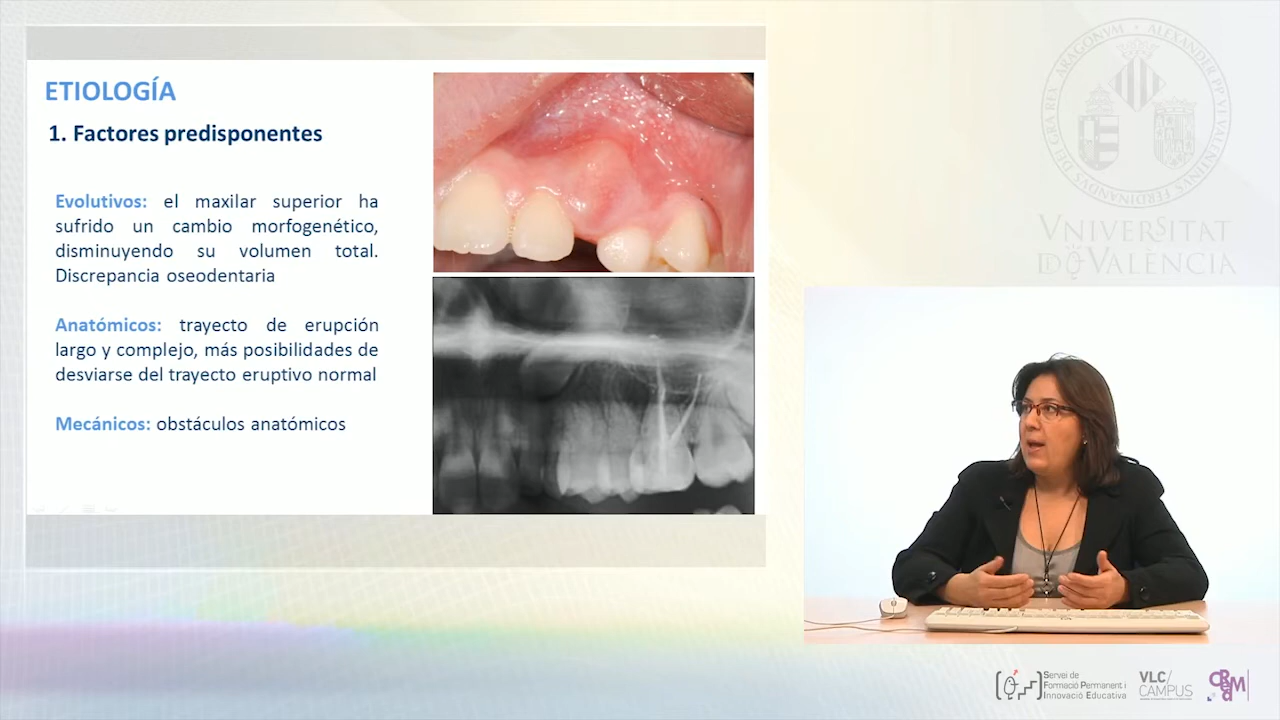 ETIOLOGÍA
1. Factores predisponentes
Evolutivos: el maxilar superior ha
sufrido un cambio morfogenético,
disminuyendo su volumen total.
Discrepancia oseodentaria
Anatómicos: trayecto de erupción
largo y complejo, más posibilidades de
desviarse del trayecto eruptivo normal
Mecánicos: obstáculos anatómicos
VNIVERSITAT
DE VALÈNCIA
Servei de
Formació Permanent i
Innovació Educativa
VLC/
CAMPUS